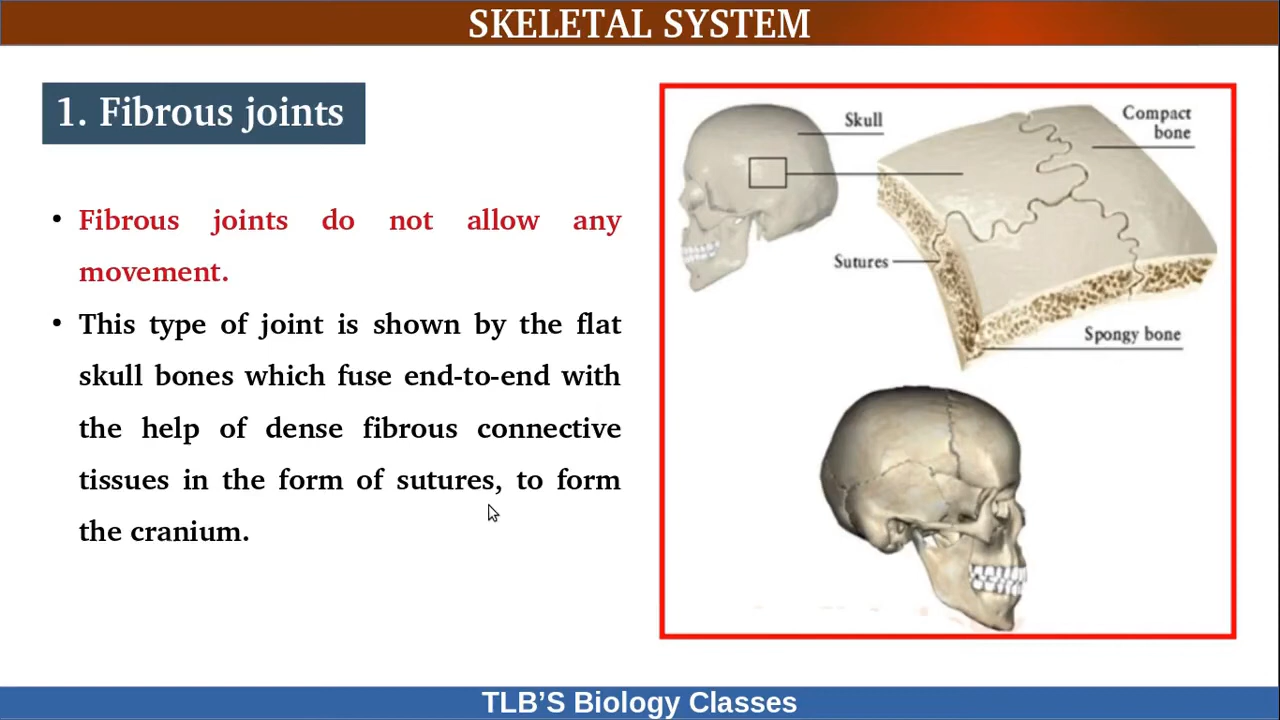 SKELETAL SYSTEM
1. Fibrous joints
• Fibrous joints do not allow any
movement.
• This type of joint is shown by the flat
skull bones which fuse end-to-end with
the help of dense fibrous connective
tissues in the form of sutures, to form
the cranium.
Skull
Compact
bone
Sutures
Spongy bone
TLB'S Biology Classes